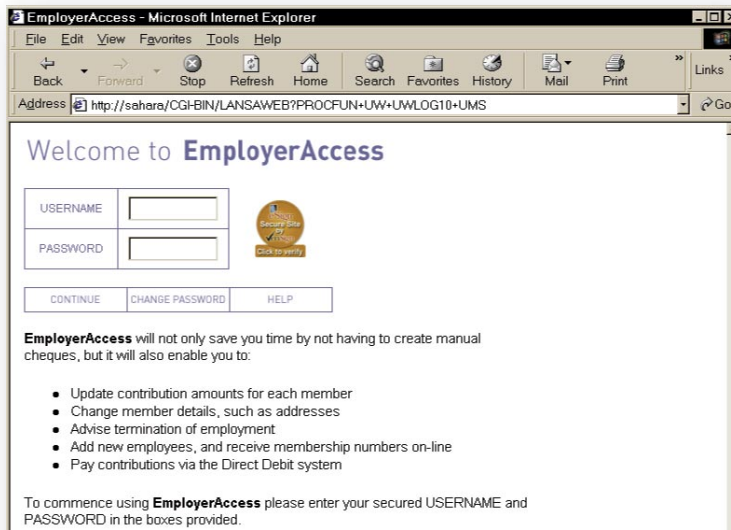 EmployerAccess - Microsoft Internet Explorer
File Edit View Favorites Tools Help
Back Forward Stop Refresh Home Search Favorites History Mail Print » Links »
Address http://sahara/CGI-BIN/LANSAWEB?PROCFUN+UW+UWLOG10+UMS Go
Welcome to EmployerAccess
USERNAME
Secure Site
Click to verify
PASSWORD
CONTINUE CHANGE PASSWORD HELP
EmployerAccess will not only save you time by not having to create manual
cheques, but it will also enable you to:
• Update contribution amounts for each member
• Change member details, such as addresses
• Advise termination of employment
• Add new employees, and receive membership numbers on-line
• Pay contributions via the Direct Debit system
To commence using EmployerAccess please enter your secured USERNAME and
PASSWORD in the boxes provided.